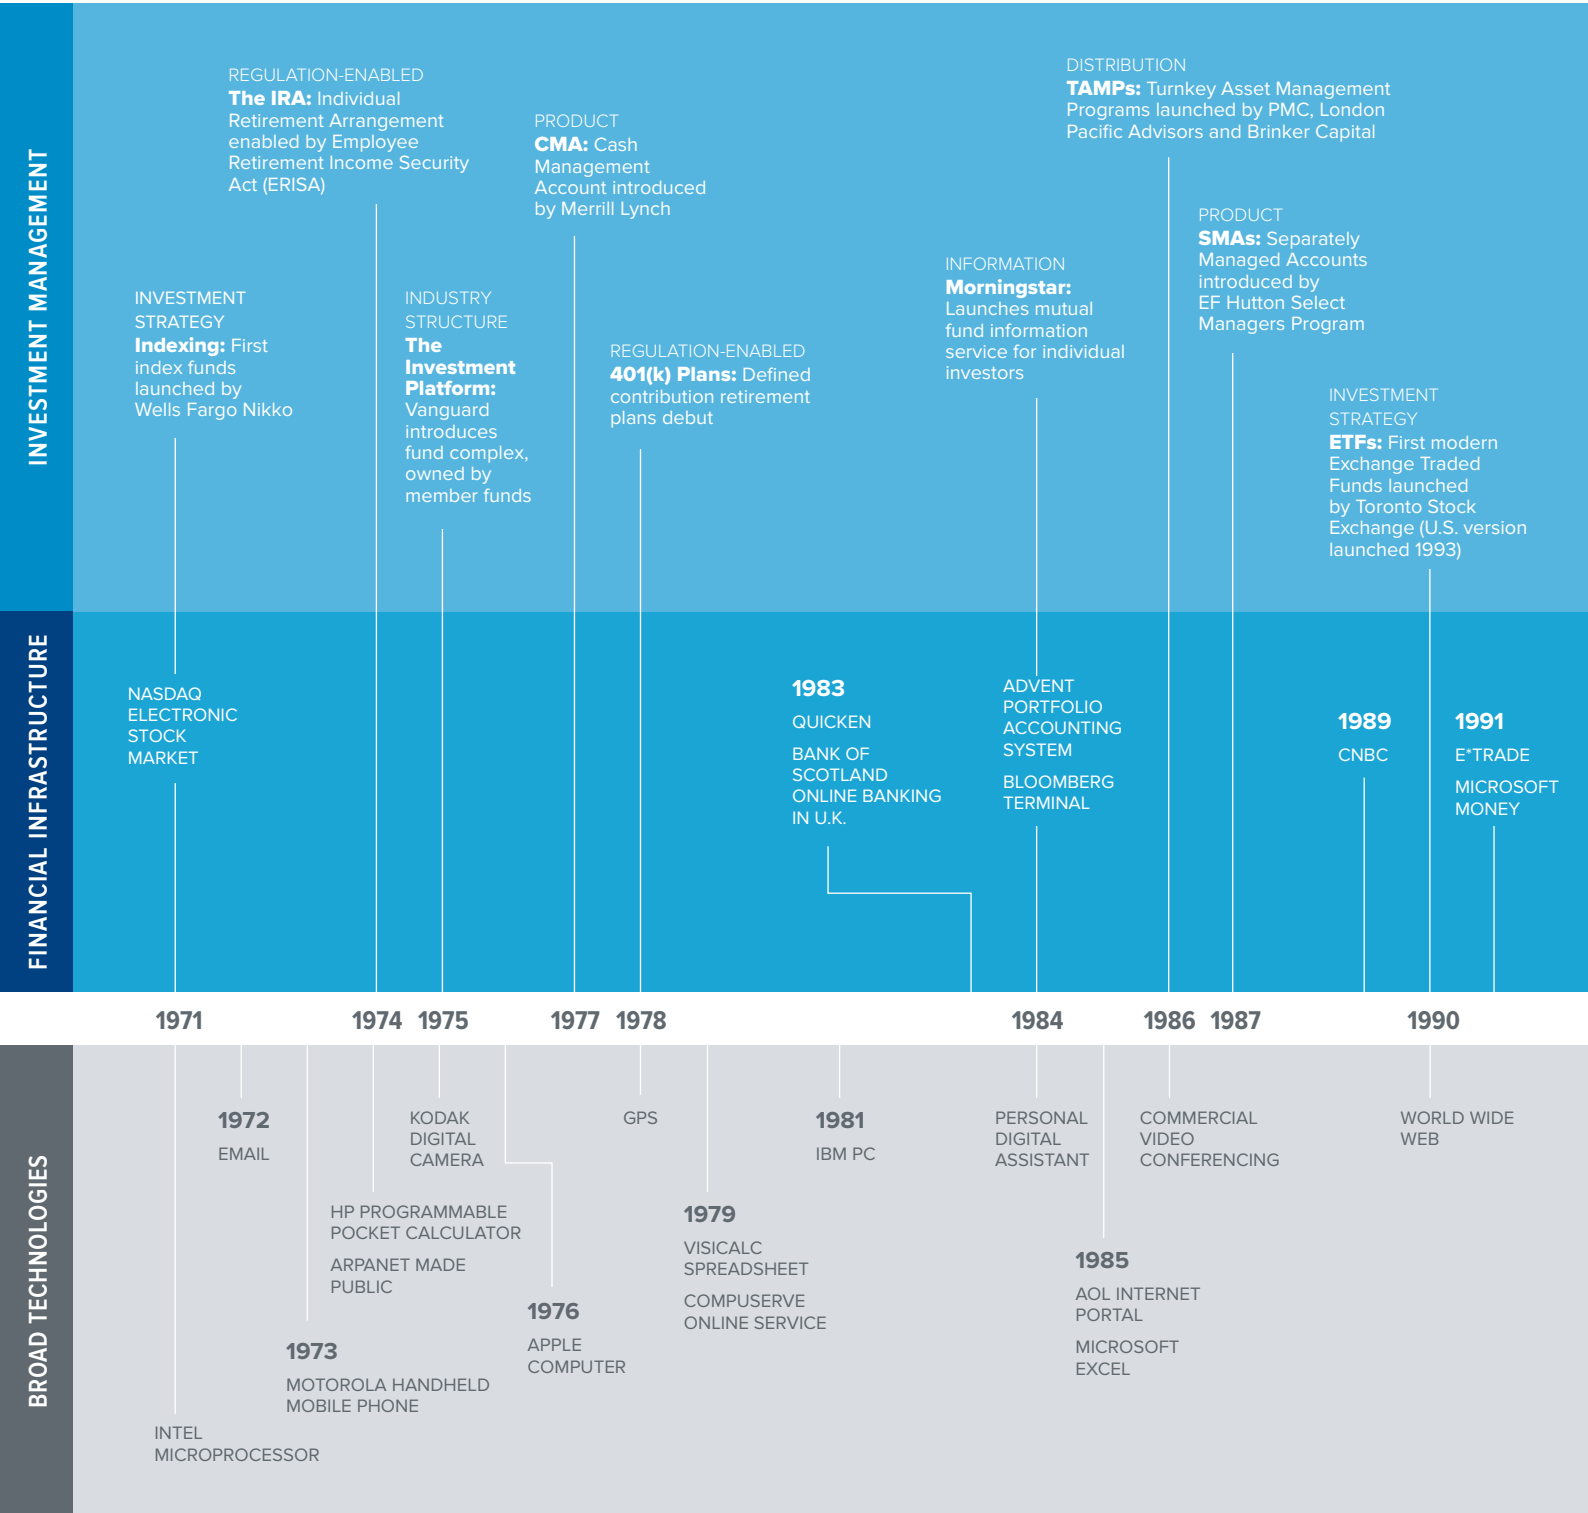 INVESTMENT MANAGEMENT
REGULATION-ENABLED
The IRA: Individual
Retirement Arrangement
enabled by Employee
Retirement Income Security
Act (ERISA)
PRODUCT
CMA: Cash
Management
Account introduced
by Merrill Lynch
DISTRIBUTION
TAMPs: Turnkey Asset Management
Programs launched by PMC, London
Pacific Advisors and Brinker Capital
PRODUCT
SMAs: Separately
Managed Accounts
introduced by
EF Hutton Select
Managers Program
INFORMATION
Morningstar:
Launches mutual
fund information
service for individual
investors
INVESTMENT
STRATEGY
Indexing: First
index funds
launched by
Wells Fargo Nikko
INDUSTRY
STRUCTURE
The
Investment
Platform:
Vanguard
introduces
fund complex,
owned by
member funds
REGULATION-ENABLED
401(k) Plans: Defined
contribution retirement
plans debut
INVESTMENT
STRATEGY
ETFs: First modern
Exchange Traded
Funds launched
by Toronto Stock
Exchange (U.S. version
launched 1993)
FINANCIAL INFRASTRUCTURE
NASDAQ
ELECTRONIC
STOCK
MARKET
1983
QUICKEN
BANK OF
SCOTLAND
ONLINE BANKING
IN U.K.
ADVENT
PORTFOLIO
ACCOUNTING
SYSTEM
BLOOMBERG
TERMINAL
1989
CNBC
1991
E*TRADE
MICROSOFT
MONEY
1971 1974 1975 1977 1978 1984 1986 1987 1990
BROAD TECHNOLOGIES
1972
EMAIL
KODAK
DIGITAL
CAMERA
GPS
1981
IBM PC
PERSONAL
DIGITAL
ASSISTANT
COMMERCIAL
VIDEO
CONFERENCING
WORLD WIDE
WEB
HP PROGRAMMABLE
POCKET CALCULATOR
ARPANET MADE
PUBLIC
1979
VISICALC
SPREADSHEET
COMPUSERVE
ONLINE SERVICE
1985
AOL INTERNET
PORTAL
MICROSOFT
EXCEL
1976
APPLE
COMPUTER
1973
MOTOROLA HANDHELD
MOBILE PHONE
INTEL
MICROPROCESSOR